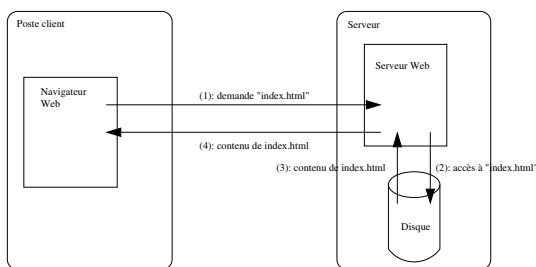 Poste client
Serveur
Navigateur
Web
Serveur Web
(1): demande "index.html"
(4): contenu de index.html
(3): contenu de index.html
(2): accès à "index.html"
Disque